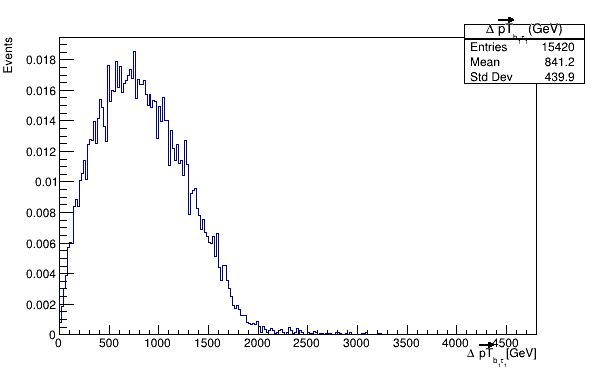 Δ pT b₁τ₁ (GeV)
Entries 15420
Mean 841.2
Std Dev 439.9
Events
0.018
0.016
0.014
0.012
0.01
0.008
0.006
0.004
0.002
0
0 500 1000 1500 2000 2500 3000 3500 4000 4500
Δ pT b₁τ₁ [GeV]